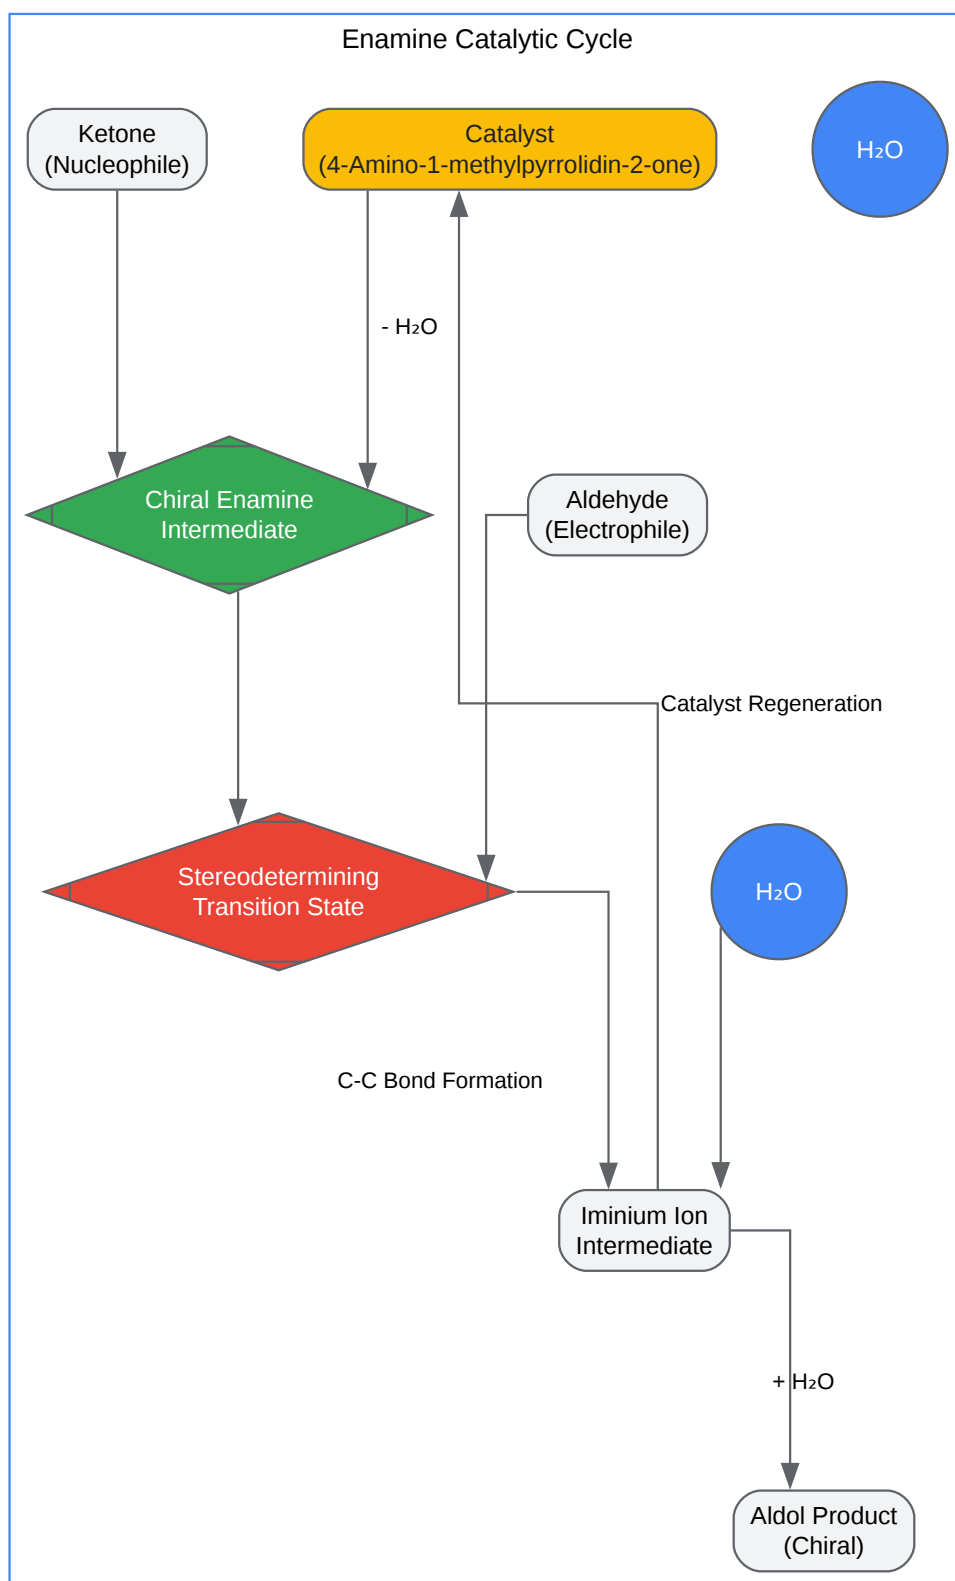 Enamine Catalytic Cycle
Ketone
(Nucleophile)
Catalyst
(4-Amino-1-methylpyrrolidin-2-one)
H₂O
- H₂O
Chiral Enamine
Intermediate
Aldehyde
(Electrophile)
Catalyst Regeneration
Stereodetermining
Transition State
H₂O
C-C Bond Formation
Iminium Ion
Intermediate
+ H₂O
Aldol Product
(Chiral)